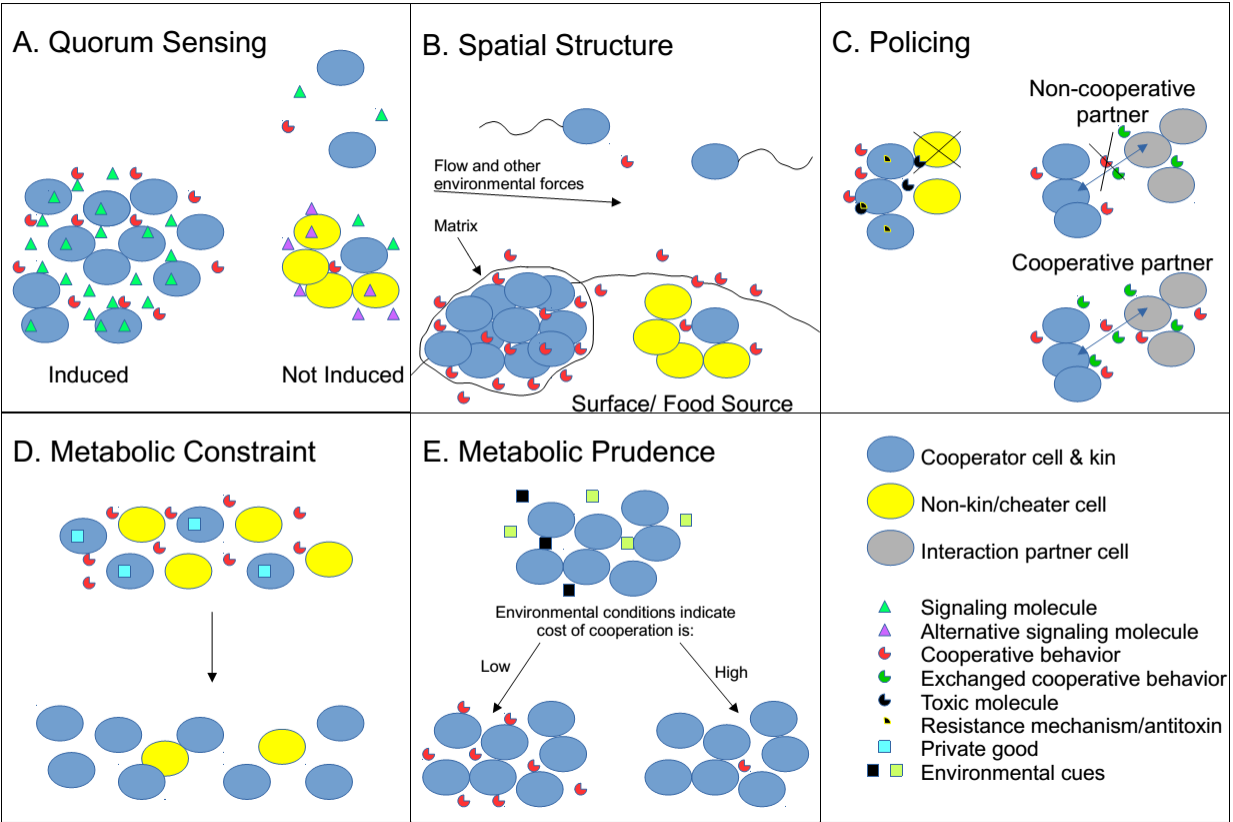 A. Quorum Sensing
Induced
Not Induced
B. Spatial Structure
Flow and other
environmental forces
Matrix
Surface/ Food Source
C. Policing
Non-cooperative
partner
Cooperative partner
D. Metabolic Constraint
E. Metabolic Prudence
Environmental conditions indicate
cost of cooperation is:
Low
High
Cooperator cell & kin
Non-kin/cheater cell
Interaction partner cell
Signaling molecule
Alternative signaling molecule
Cooperative behavior
Exchanged cooperative behavior
Toxic molecule
Resistance mechanism/antitoxin
Private good
Environmental cues